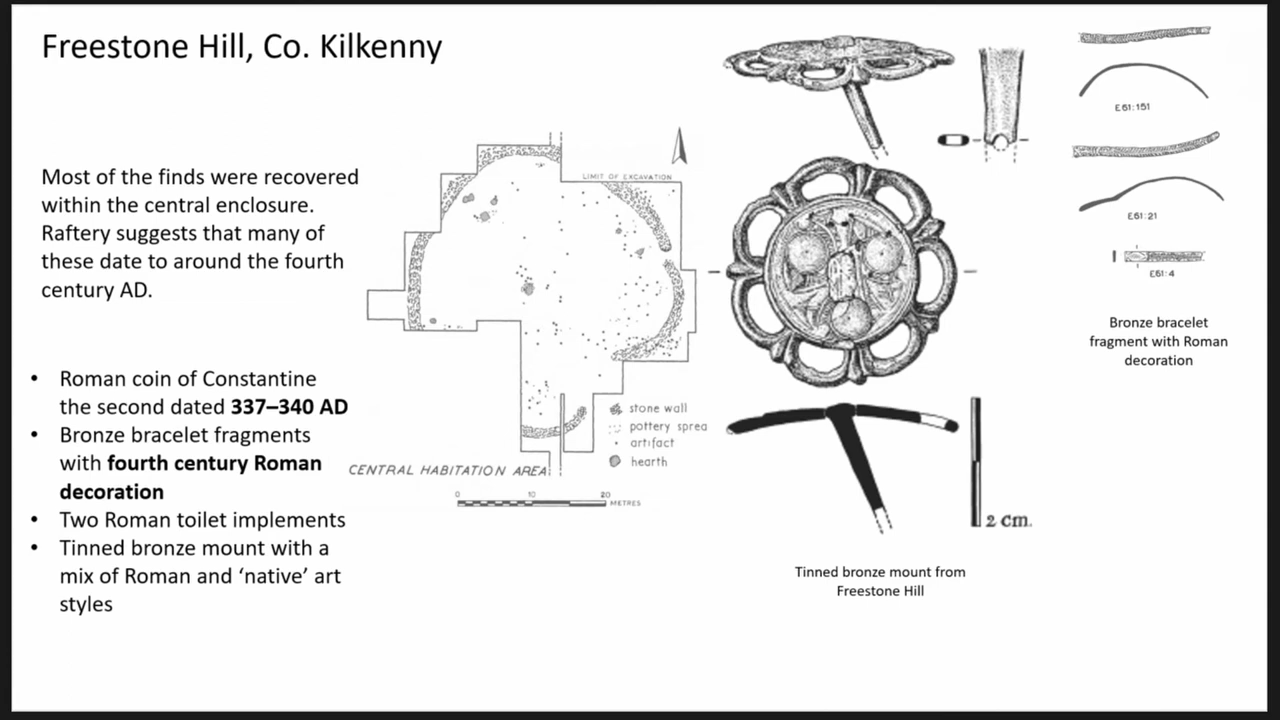 Freestone Hill, Co. Kilkenny
Most of the finds were recovered
within the central enclosure.
Raftery suggests that many of
these date to around the fourth
century AD.
• Roman coin of Constantine
the second dated 337–340 AD
• Bronze bracelet fragments
with fourth century Roman
decoration
• Two Roman toilet implements
• Tinned bronze mount with a
mix of Roman and ‘native’ art
styles
LIMIT OF EXCAVATION
stone wall
pottery sprea
artifact
hearth
CENTRAL HABITATION AREA
0 10 20
METRES
2 cm.
Tinned bronze mount from
Freestone Hill
E61:151
E61:21
E61:4
Bronze bracelet
fragment with Roman
decoration